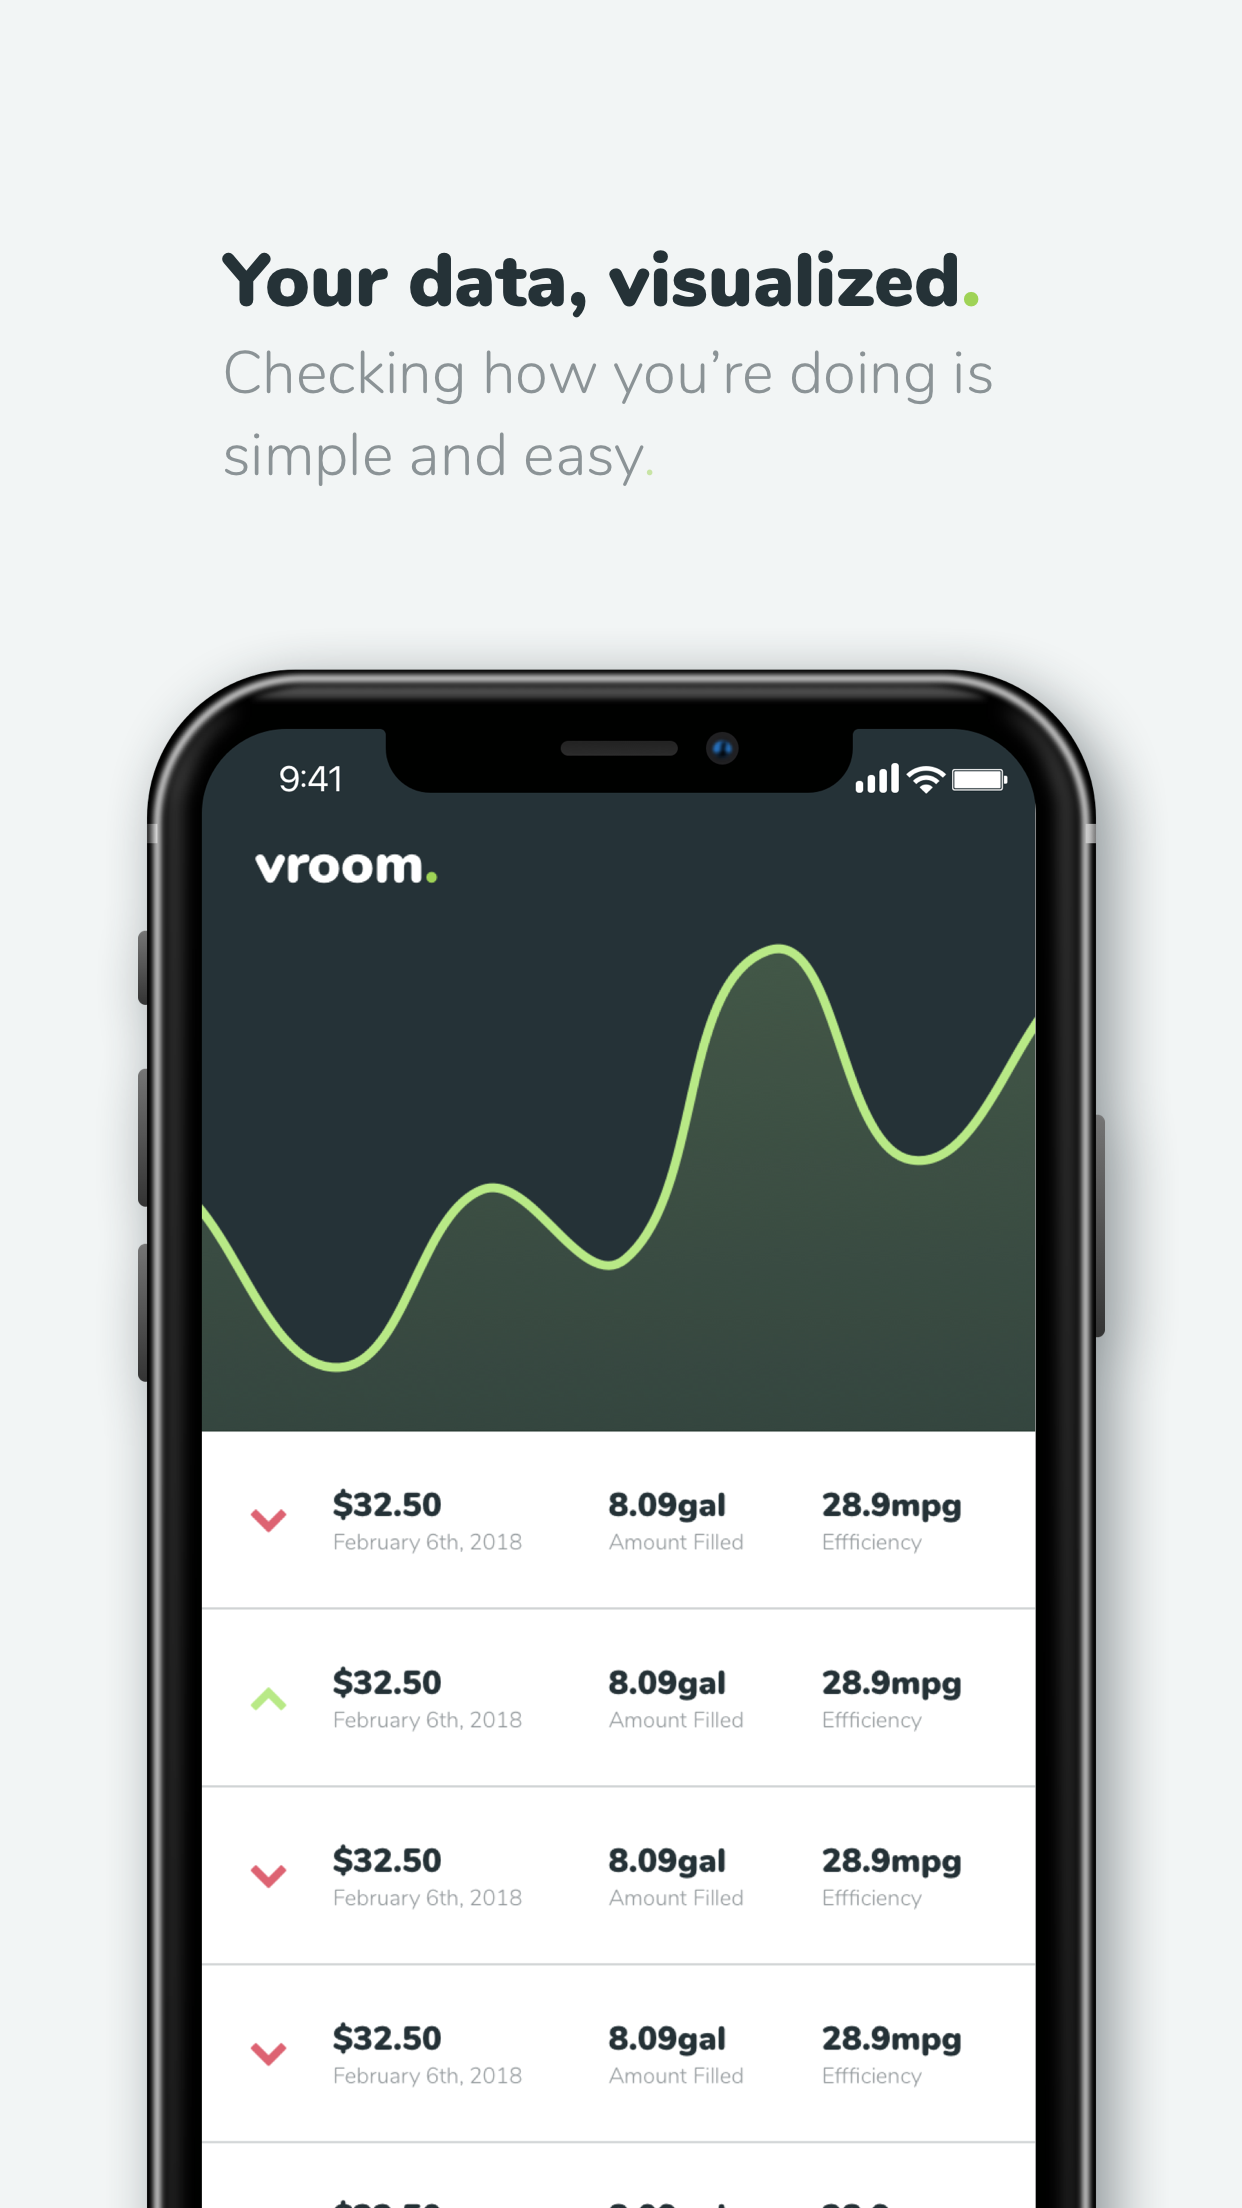 Your data, visualized.
Checking how you’re doing is
simple and easy.
9:41
vroom.
$32.50 8.09gal 28.9mpg
February 6th, 2018 Amount Filled Effficiency
$32.50 8.09gal 28.9mpg
February 6th, 2018 Amount Filled Effficiency
$32.50 8.09gal 28.9mpg
February 6th, 2018 Amount Filled Effficiency
$32.50 8.09gal 28.9mpg
February 6th, 2018 Amount Filled Effficiency